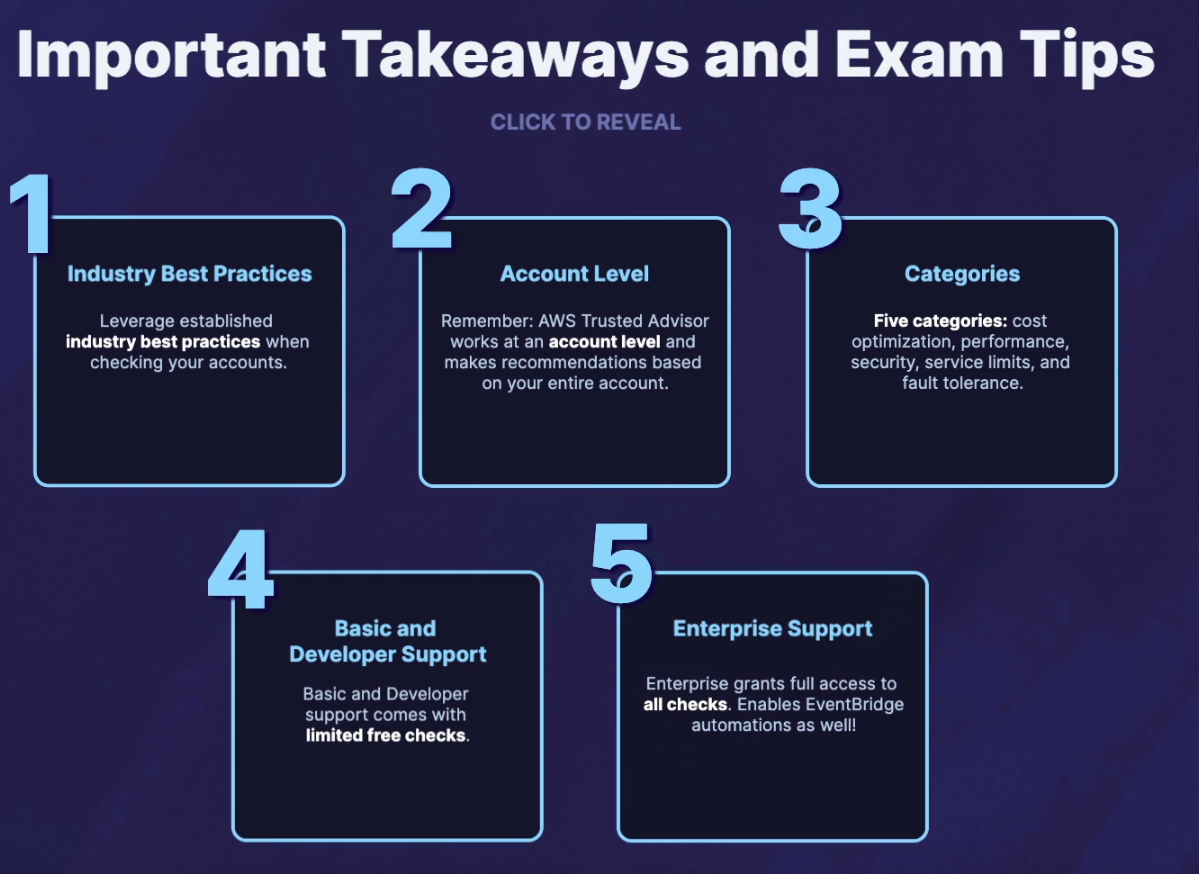 Important Takeaways and Exam Tips
CLICK TO REVEAL
1
Industry Best Practices
Leverage established
industry best practices when
checking your accounts.
2
Account Level
Remember: AWS Trusted Advisor
works at an account level and
makes recommendations based
on your entire account.
3
Categories
Five categories: cost
optimization, performance,
security, service limits, and
fault tolerance.
4
Basic and
Developer Support
Basic and Developer
support comes with
limited free checks.
5
Enterprise Support
Enterprise grants full access to
all checks. Enables EventBridge
automations as well!